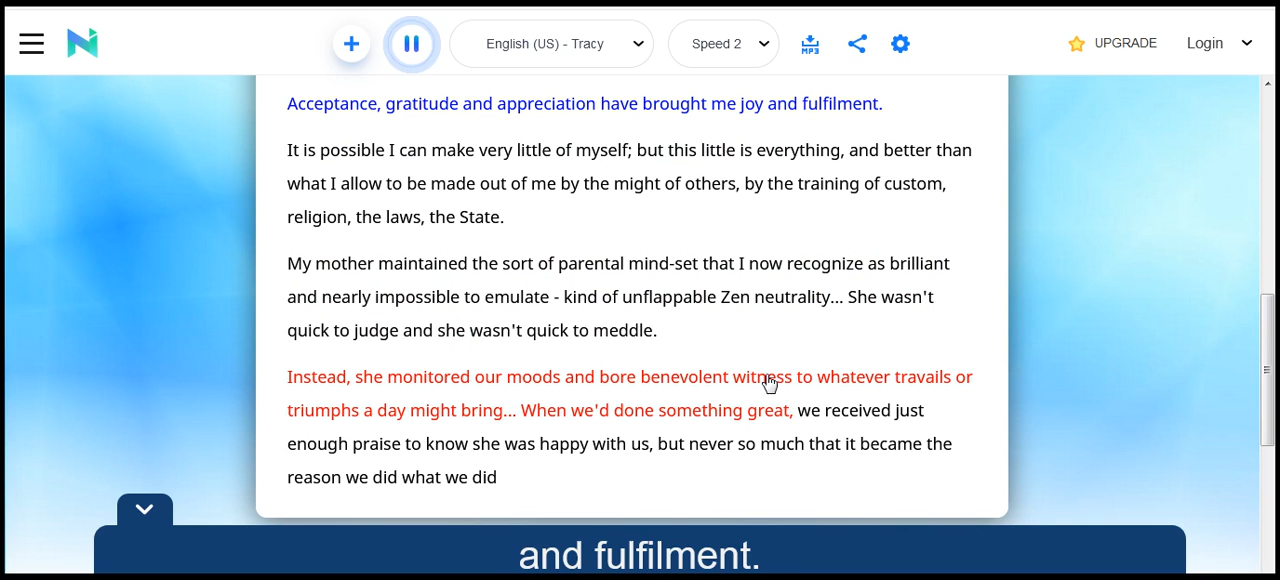 English (US) - Tracy
Speed 2
MP3
UPGRADE
Login
Acceptance, gratitude and appreciation have brought me joy and fulfilment.
It is possible I can make very little of myself; but this little is everything, and better than
what I allow to be made out of me by the might of others, by the training of custom,
religion, the laws, the State.
My mother maintained the sort of parental mind-set that I now recognize as brilliant
and nearly impossible to emulate - kind of unflappable Zen neutrality... She wasn't
quick to judge and she wasn't quick to meddle.
Instead, she monitored our moods and bore benevolent witness to whatever travails or
triumphs a day might bring... When we'd done something great, we received just
enough praise to know she was happy with us, but never so much that it became the
reason we did what we did
and fulfilment.